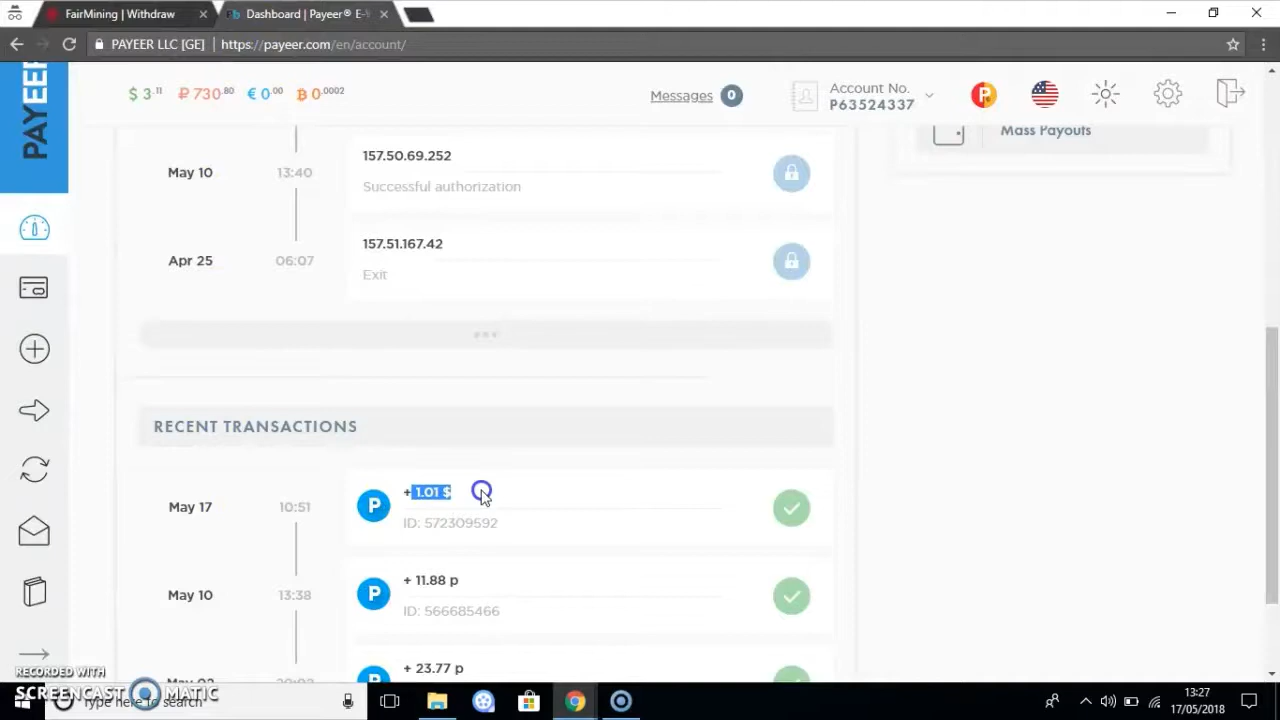 FairMining | Withdraw
Dashboard | Payeer® E-
PAYEER LLC [GE]
https://payeer.com/en/account/
PAYEER
$ 3.11
₽ 730.80
€ 0.00
฿ 0.0002
Messages 0
Account No.
P63524337
Mass Payouts
157.50.69.252
May 10 13:40
Successful authorization
157.51.167.42
Apr 25 06:07
Exit
RECENT TRANSACTIONS
+ 1.01 $
May 17 10:51
ID: 572309592
+ 11.88 р
May 10 13:38
ID: 566685466
+ 23.77 р
RECORDED WITH
SCREENCAST MATIC
Type here to search
13:27
17/05/2018